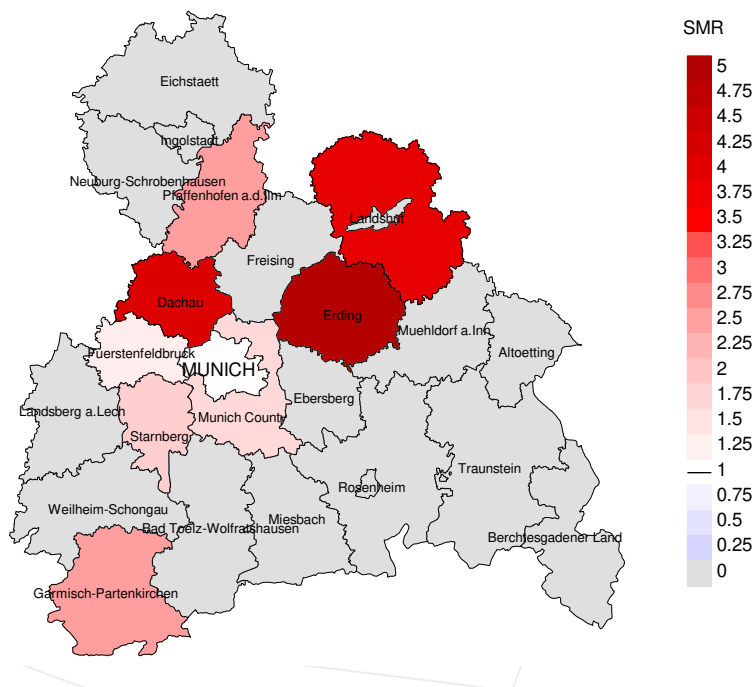 SMR
Eichstaett
Ingolstadt
Neuburg-Schrobenhausen
Pfaffenhofen a.d.Ilm
Landshut
Freising
Dachau
Erding
Muehldorf a.Inn
Altoetting
Fuerstenfeldbruck
MUNICH
Ebersberg
Landsberg a.Lech
Munich County
Starnberg
Traunstein
Rosenheim
Weilheim-Schongau
Miesbach
Bad Toelz-Wolfratshausen
Berchtesgadener Land
Garmisch-Partenkirchen
5
4.75
4.5
4.25
4
3.75
3.5
3.25
3
2.75
2.5
2.25
2
1.75
1.5
1.25
1
0.75
0.5
0.25
0